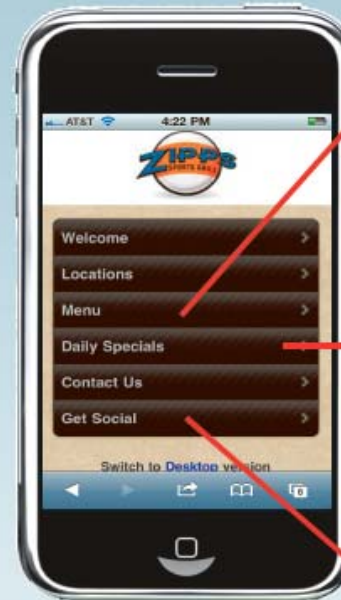 AT&T 4:22 PM
ZIPPS
SPORTS GRILL
Welcome
Locations
Menu
Daily Specials
Contact Us
Get Social
Switch to Desktop version
6